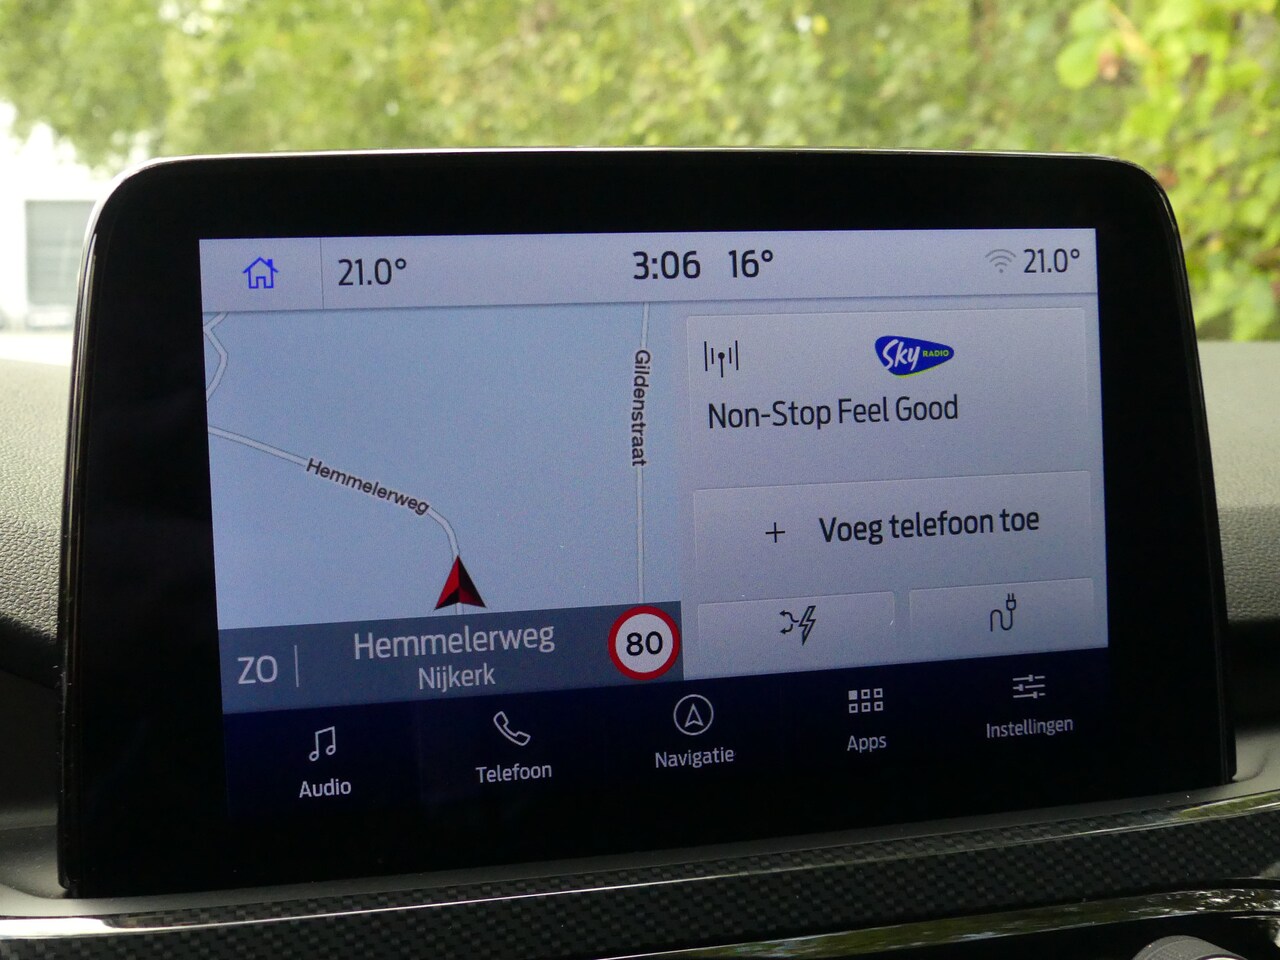 21.0° 3:06 16° 21.0°
Gildenstraat
Hemmelerweg
Sky RADIO
Non-Stop Feel Good
+ Voeg telefoon toe
ZO
Hemmelerweg
Nijkerk
80
Audio
Telefoon
Navigatie
Apps
Instellingen